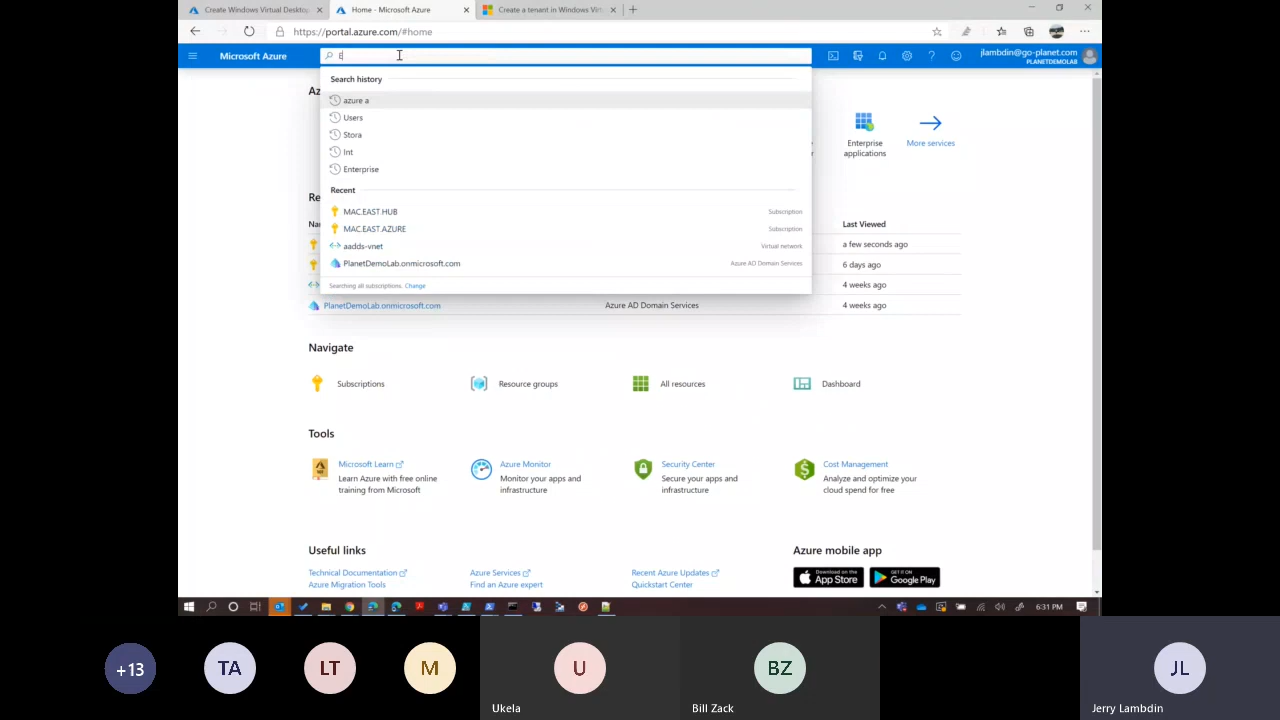 Create Windows Virtual Desktop
Home - Microsoft Azure
Create a tenant in Windows Virt
https://portal.azure.com/#home
Microsoft Azure
E
jlambdin@go-planet.com
PLANETDEMOLAB
Az
Search history
azure a
Users
Stora
Int
Enterprise
Recent
MAC.EAST.HUB Subscription
MAC.EAST.AZURE Subscription
aadds-vnet Virtual network
PlanetDemoLab.onmicrosoft.com Azure AD Domain Services
Searching all subscriptions. Change
Enterprise
applications
More services
Re
Na
Last Viewed
a few seconds ago
6 days ago
4 weeks ago
PlanetDemoLab.onmicrosoft.com Azure AD Domain Services 4 weeks ago
Navigate
Subscriptions Resource groups All resources Dashboard
Tools
Microsoft Learn
Learn Azure with free online
training from Microsoft
Azure Monitor
Monitor your apps and
infrastructure
Security Center
Secure your apps and
infrastructure
Cost Management
Analyze and optimize your
cloud spend for free
Useful links
Technical Documentation Azure Services Recent Azure Updates
Azure Migration Tools Find an Azure expert Quickstart Center
Azure mobile app
Download on the
App Store
GET IT ON
Google Play
6:31 PM
+13
TA
LT
M
U
Ukela
BZ
Bill Zack
JL
Jerry Lambdin